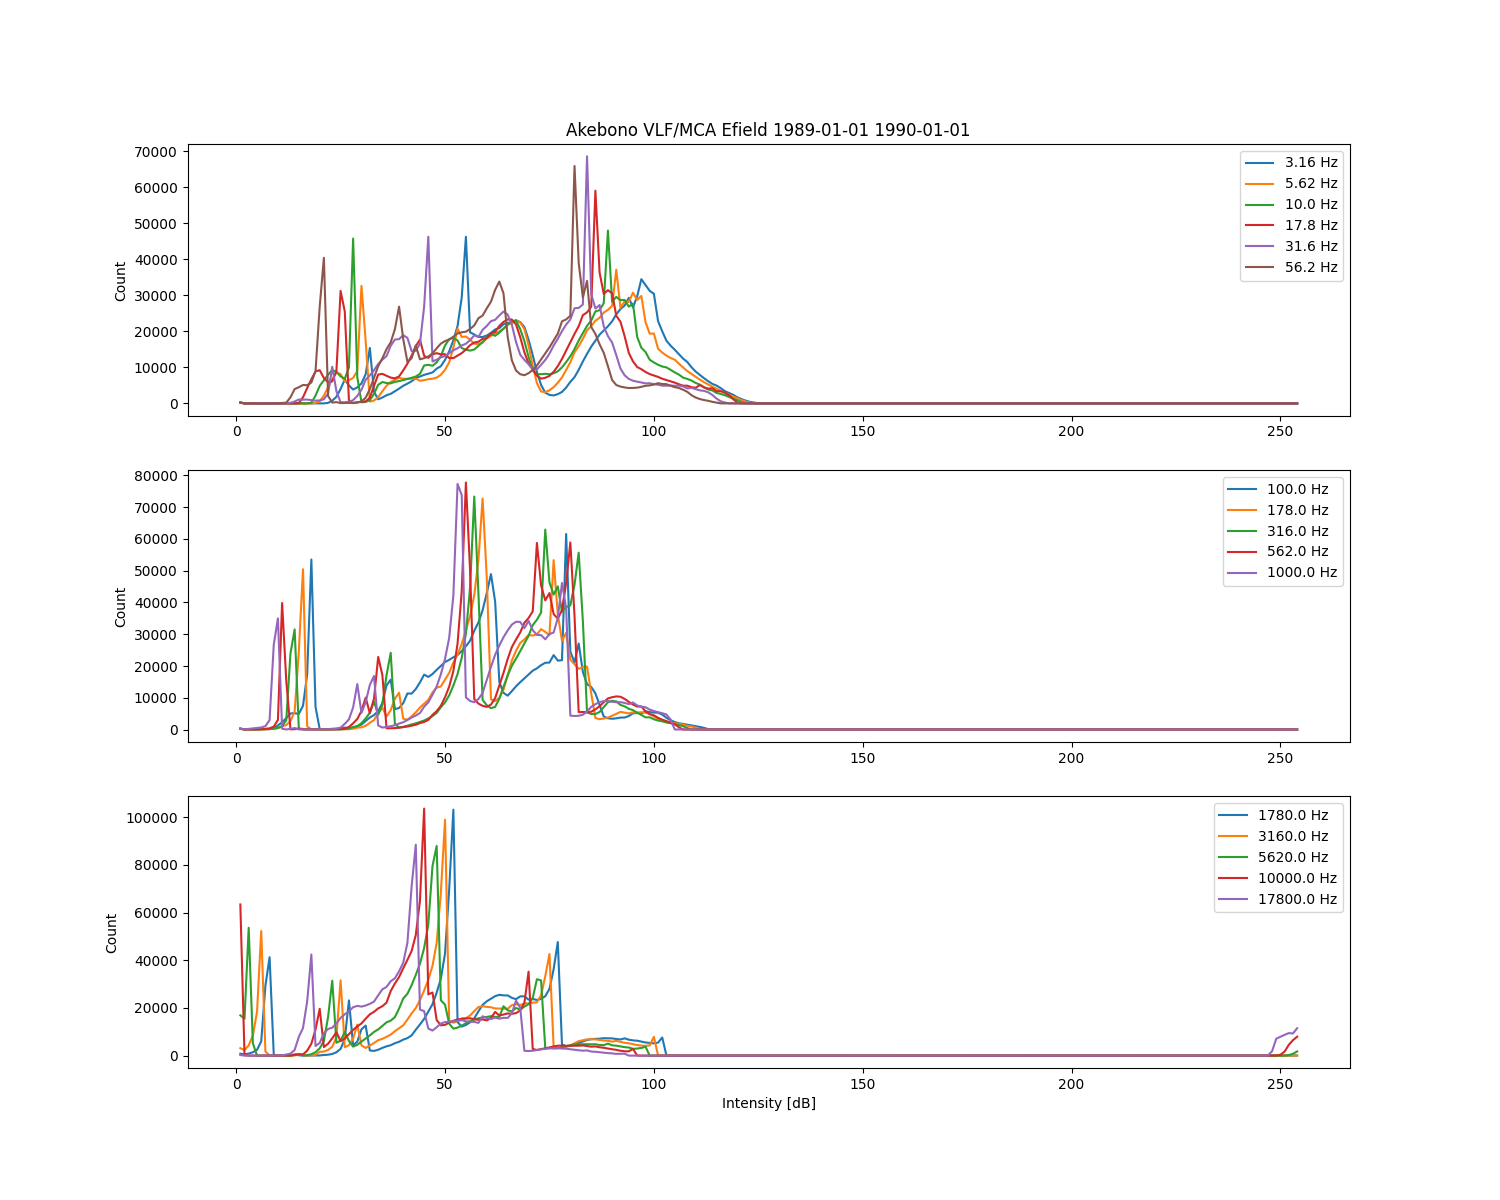 Akebono VLF/MCA Efield 1989-01-01 1990-01-01
70000
60000
50000
40000
30000
20000
10000
0
Count
0 50 100 150 200 250
3.16 Hz
5.62 Hz
10.0 Hz
17.8 Hz
31.6 Hz
56.2 Hz
80000
70000
60000
50000
40000
30000
20000
10000
0
Count
0 50 100 150 200 250
100.0 Hz
178.0 Hz
316.0 Hz
562.0 Hz
1000.0 Hz
100000
80000
60000
40000
20000
0
Count
0 50 100 150 200 250
1780.0 Hz
3160.0 Hz
5620.0 Hz
10000.0 Hz
17800.0 Hz
Intensity [dB]